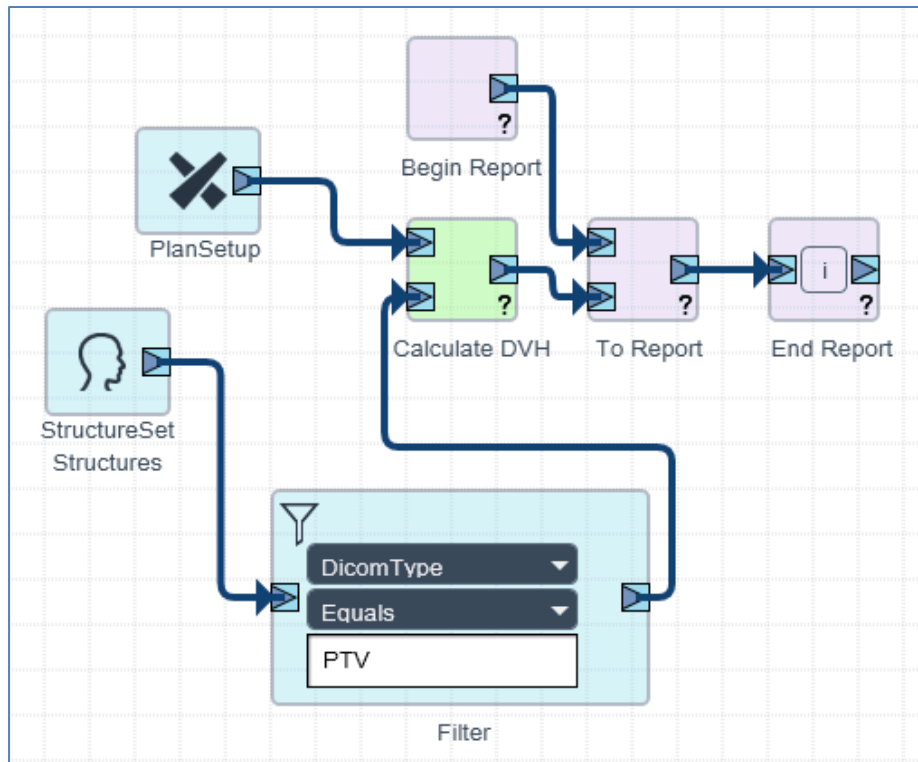 ?
Begin Report
PlanSetup
?
Calculate DVH
?
To Report
i
?
End Report
StructureSet
Structures
DicomType
Equals
PTV
Filter